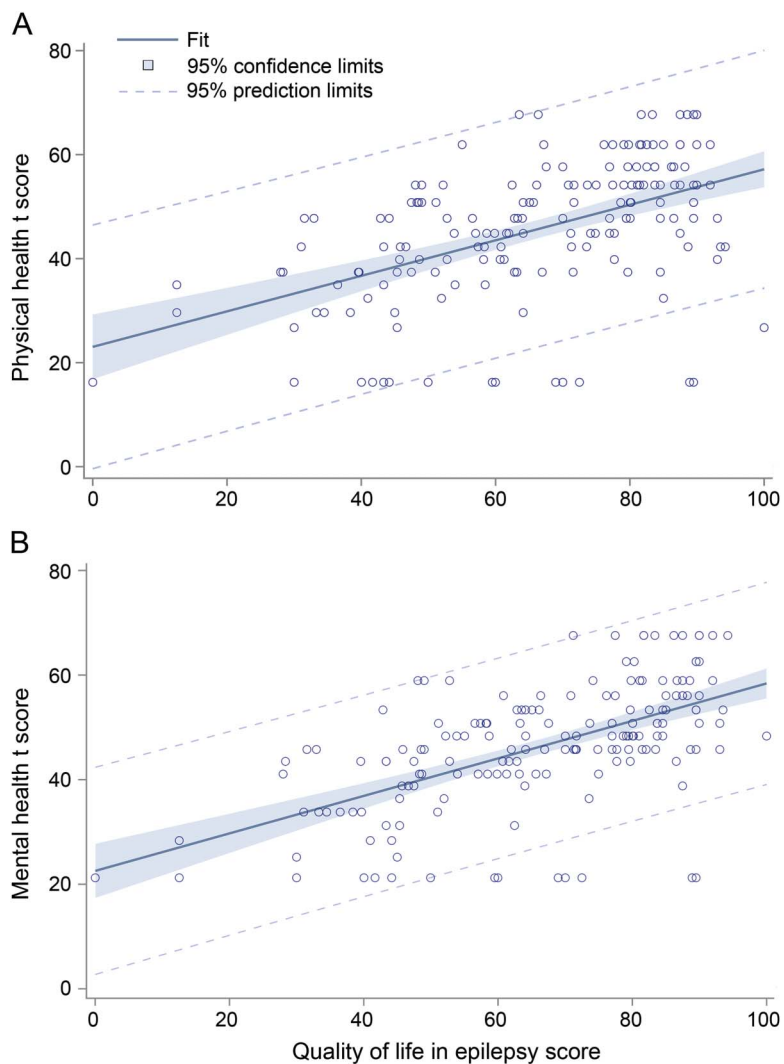 A
Fit
95% confidence limits
95% prediction limits
80
60
40
20
0
Physical health t score
0 20 40 60 80 100
B
80
60
40
20
0
Mental health t score
0 20 40 60 80 100
Quality of life in epilepsy score